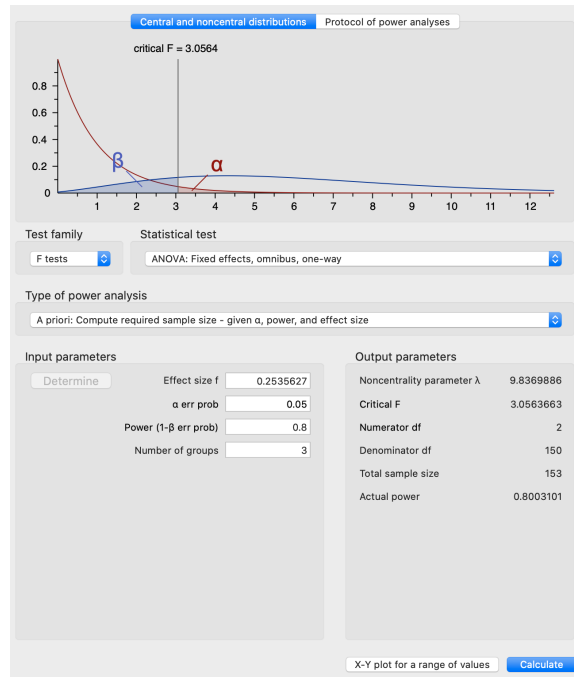 Central and noncentral distributions Protocol of power analyses
critical F = 3.0564
0.8
0.6
0.4
0.2
0
β
α
1 2 3 4 5 6 7 8 9 10 11 12
Test family Statistical test
F tests ANOVA: Fixed effects, omnibus, one-way
Type of power analysis
A priori: Compute required sample size - given α, power, and effect size
Input parameters Output parameters
Determine Effect size f 0.2535627 Noncentrality parameter λ 9.8369886
α err prob 0.05 Critical F 3.0563663
Power (1-β err prob) 0.8 Numerator df 2
Number of groups 3 Denominator df 150
Total sample size 153
Actual power 0.8003101
X-Y plot for a range of values Calculate